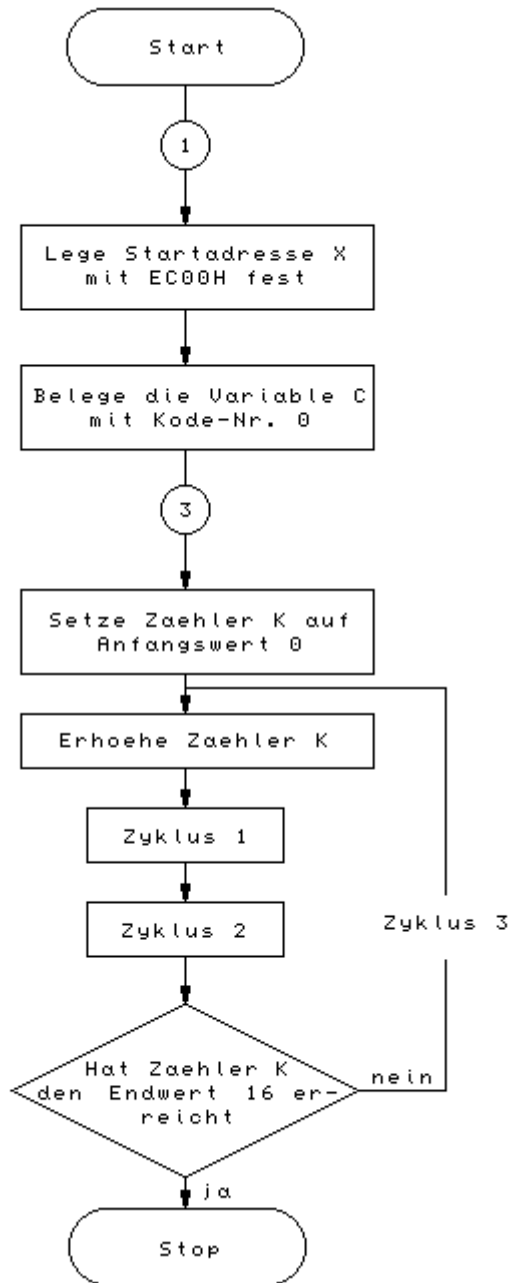 Start
1
Lege Startadresse X
mit EC00H fest
Belege die Variable C
mit Kode-Nr. 0
3
Setze Zaehler K auf
Anfangswert 0
Erhoehe Zaehler K
Zyklus 1
Zyklus 2
Zyklus 3
Hat Zaehler K
den Endwert 16 er-
reicht
nein
ja
Stop